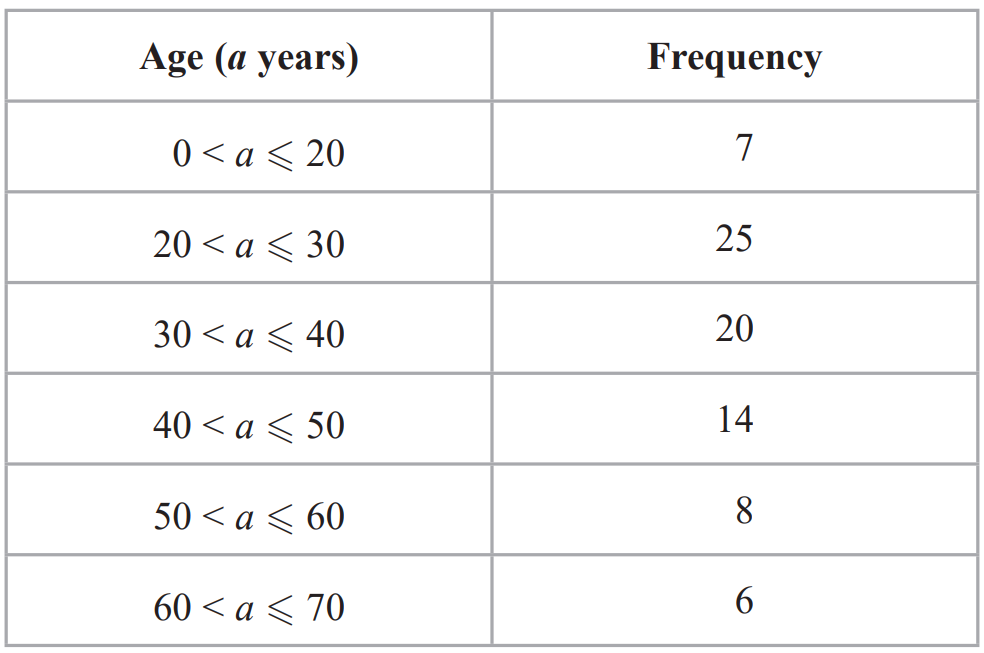 Age (a years) Frequency
0 < a ⩽ 20 7
20 < a ⩽ 30 25
30 < a ⩽ 40 20
40 < a ⩽ 50 14
50 < a ⩽ 60 8
60 < a ⩽ 70 6